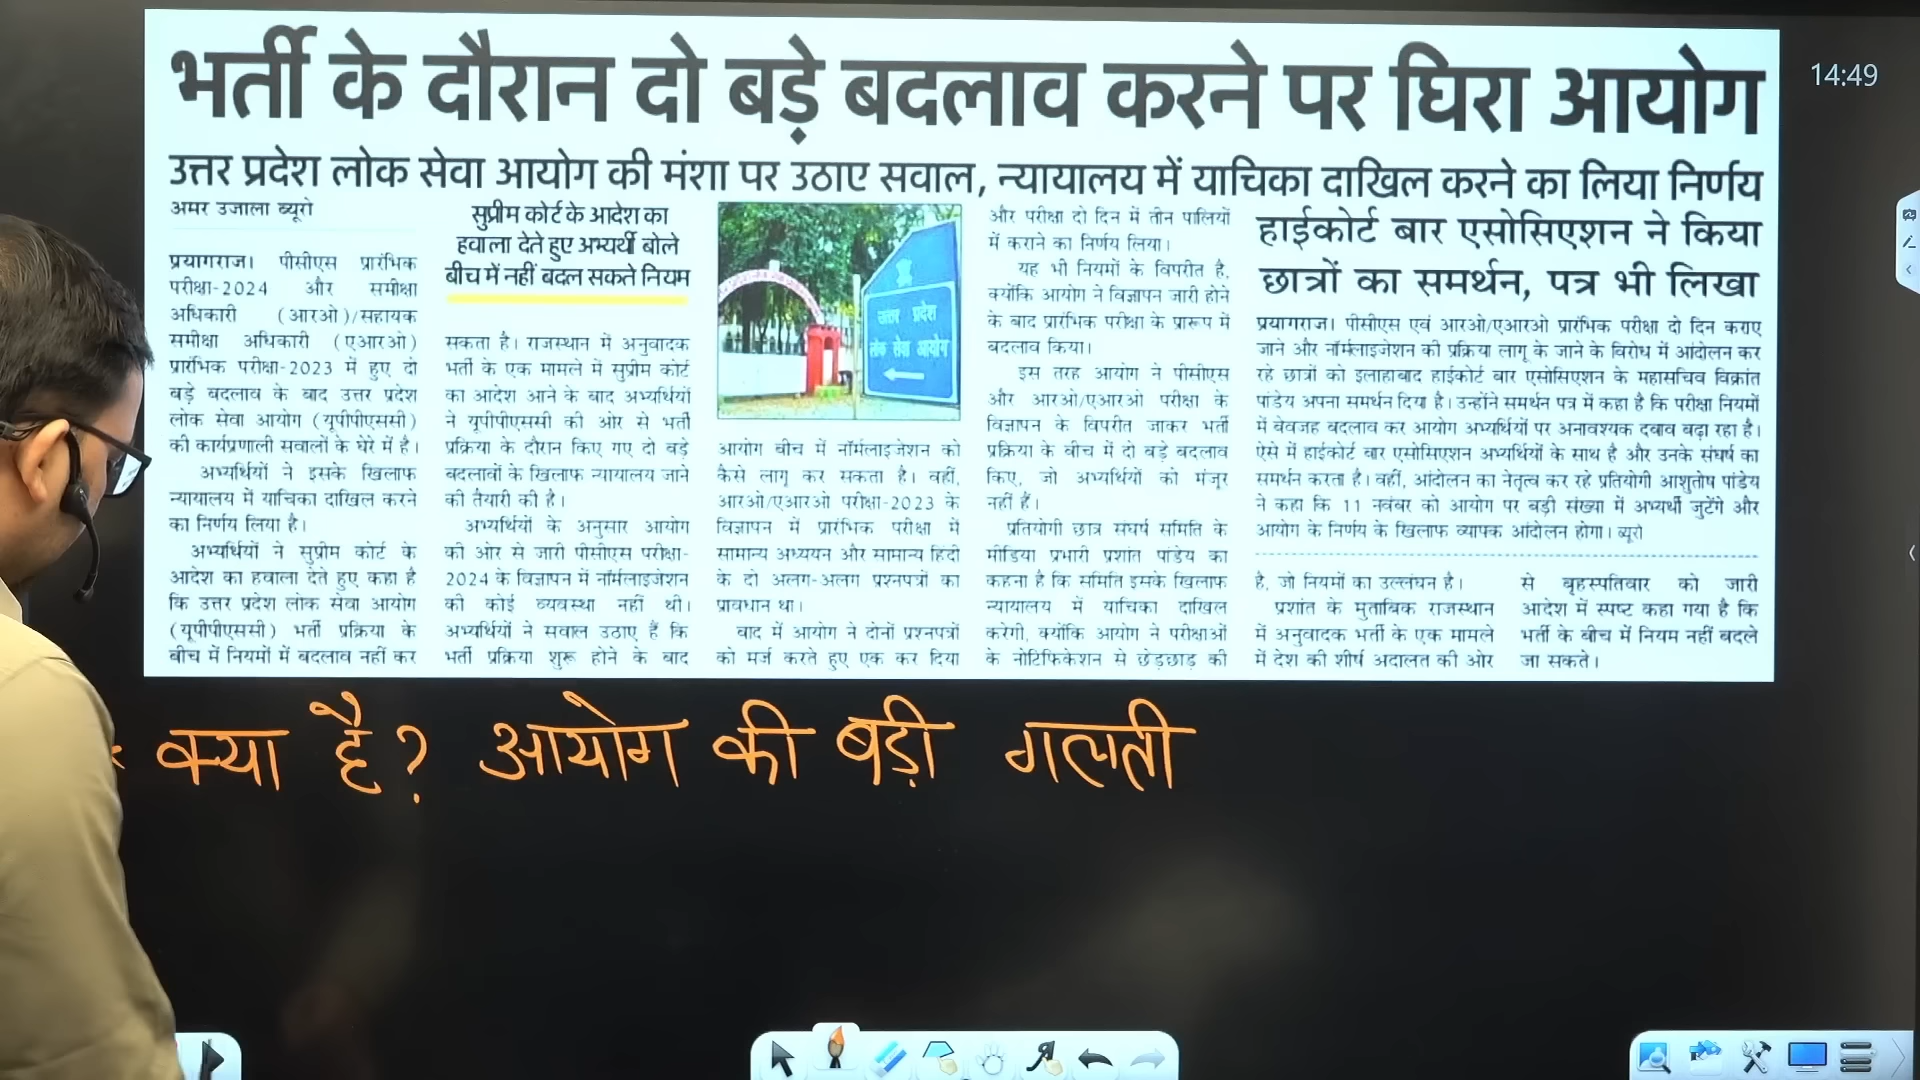 भर्ती के दौरान दो बड़े बदलाव करने पर घिरा आयोग
14:49
उत्तर प्रदेश लोक सेवा आयोग की मंशा पर उठाए सवाल, न्यायालय में याचिका दाखिल करने का लिया निर्णय
अमर उजाला ब्यूरो
प्रयागराज। पीसीएस प्रारंभिक
परीक्षा-2024 और समीक्षा
अधिकारी (आरओ)/सहायक
समीक्षा अधिकारी (एआरओ)
प्रारंभिक परीक्षा-2023 में हुए दो
बड़े बदलाव के बाद उत्तर प्रदेश
लोक सेवा आयोग (यूपीपीएससी)
की कार्यप्रणाली सवालों के घेरे में है।
अभ्यर्थियों ने इसके खिलाफ
न्यायालय में याचिका दाखिल करने
का निर्णय लिया है।
अभ्यर्थियों ने सुप्रीम कोर्ट के
आदेश का हवाला देते हुए कहा है
कि उत्तर प्रदेश लोक सेवा आयोग
(यूपीपीएससी) भर्ती प्रक्रिया के
बीच में नियमों में बदलाव नहीं कर
सुप्रीम कोर्ट के आदेश का
हवाला देते हुए अभ्यर्थी बोले
बीच में नहीं बदल सकते नियम
सकता है। राजस्थान में अनुवादक
भर्ती के एक मामले में सुप्रीम कोर्ट
का आदेश आने के बाद अभ्यर्थियों
ने यूपीपीएससी की ओर से भर्ती
प्रक्रिया के दौरान किए गए दो बड़े
बदलावों के खिलाफ न्यायालय जाने
की तैयारी की है।
अभ्यर्थियों के अनुसार आयोग
की ओर से जारी पीसीएस परीक्षा-
2024 के विज्ञापन में नॉर्मलाइजेशन
की कोई व्यवस्था नहीं थी।
अभ्यर्थियों ने सवाल उठाए हैं कि
भर्ती प्रक्रिया शुरू होने के बाद
उत्तर प्रदेश
लोक सेवा आयोग
आयोग बीच में नॉर्मलाइजेशन को
कैसे लागू कर सकता है। वहीं,
आरओ/एआरओ परीक्षा-2023 के
विज्ञापन में प्रारंभिक परीक्षा में
सामान्य अध्ययन और सामान्य हिंदी
के दो अलग-अलग प्रश्नपत्रों का
प्रावधान था।
बाद में आयोग ने दोनों प्रश्नपत्रों
को मर्ज करते हुए एक कर दिया
और परीक्षा दो दिन में तीन पालियों
में कराने का निर्णय लिया।
यह भी नियमों के विपरीत है,
क्योंकि आयोग ने विज्ञापन जारी होने
के बाद प्रारंभिक परीक्षा के प्रारूप में
बदलाव किया।
इस तरह आयोग ने पीसीएस
और आरओ/एआरओ परीक्षा के
विज्ञापन के विपरीत जाकर भर्ती
प्रक्रिया के बीच में दो बड़े बदलाव
किए, जो अभ्यर्थियों को मंजूर
नहीं हैं।
प्रतियोगी छात्र संघर्ष समिति के
मीडिया प्रभारी प्रशांत पांडेय का
कहना है कि समिति इसके खिलाफ
न्यायालय में याचिका दाखिल
करेगी, क्योंकि आयोग ने परीक्षाओं
के नोटिफिकेशन से छेड़छाड़ की
हाईकोर्ट बार एसोसिएशन ने किया
छात्रों का समर्थन, पत्र भी लिखा
प्रयागराज। पीसीएस एवं आरओ/एआरओ प्रारंभिक परीक्षा दो दिन कराए
जाने और नॉर्मलाइजेशन की प्रक्रिया लागू के जाने के विरोध में आंदोलन कर
रहे छात्रों को इलाहाबाद हाईकोर्ट बार एसोसिएशन के महासचिव विक्रांत
पांडेय अपना समर्थन दिया है। उन्होंने समर्थन पत्र में कहा है कि परीक्षा नियमों
में बेवजह बदलाव कर आयोग अभ्यर्थियों पर अनावश्यक दबाव बढ़ा रहा है।
ऐसे में हाईकोर्ट बार एसोसिएशन अभ्यर्थियों के साथ है और उनके संघर्ष का
समर्थन करता है। वहीं, आंदोलन का नेतृत्व कर रहे प्रतियोगी आशुतोष पांडेय
ने कहा कि 11 नवंबर को आयोग पर बड़ी संख्या में अभ्यर्थी जुटेंगे और
आयोग के निर्णय के खिलाफ व्यापक आंदोलन होगा। ब्यूरो
है, जो नियमों का उल्लंघन है।
प्रशांत के मुताबिक राजस्थान
में अनुवादक भर्ती के एक मामले
में देश की शीर्ष अदालत की ओर
से बृहस्पतिवार को जारी
आदेश में स्पष्ट कहा गया है कि
भर्ती के बीच में नियम नहीं बदले
जा सकते।
क्या है? आयोग की बड़ी गलती